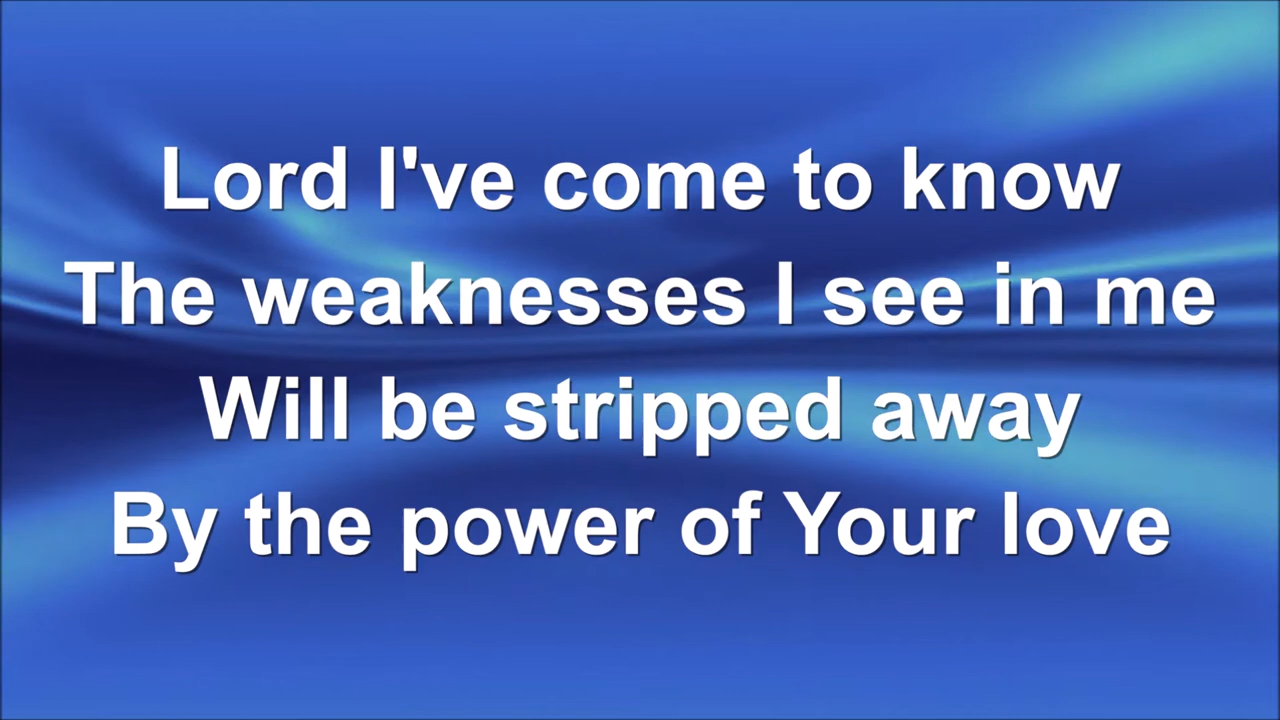 Lord I've come to know
The weaknesses I see in me
Will be stripped away
By the power of Your love